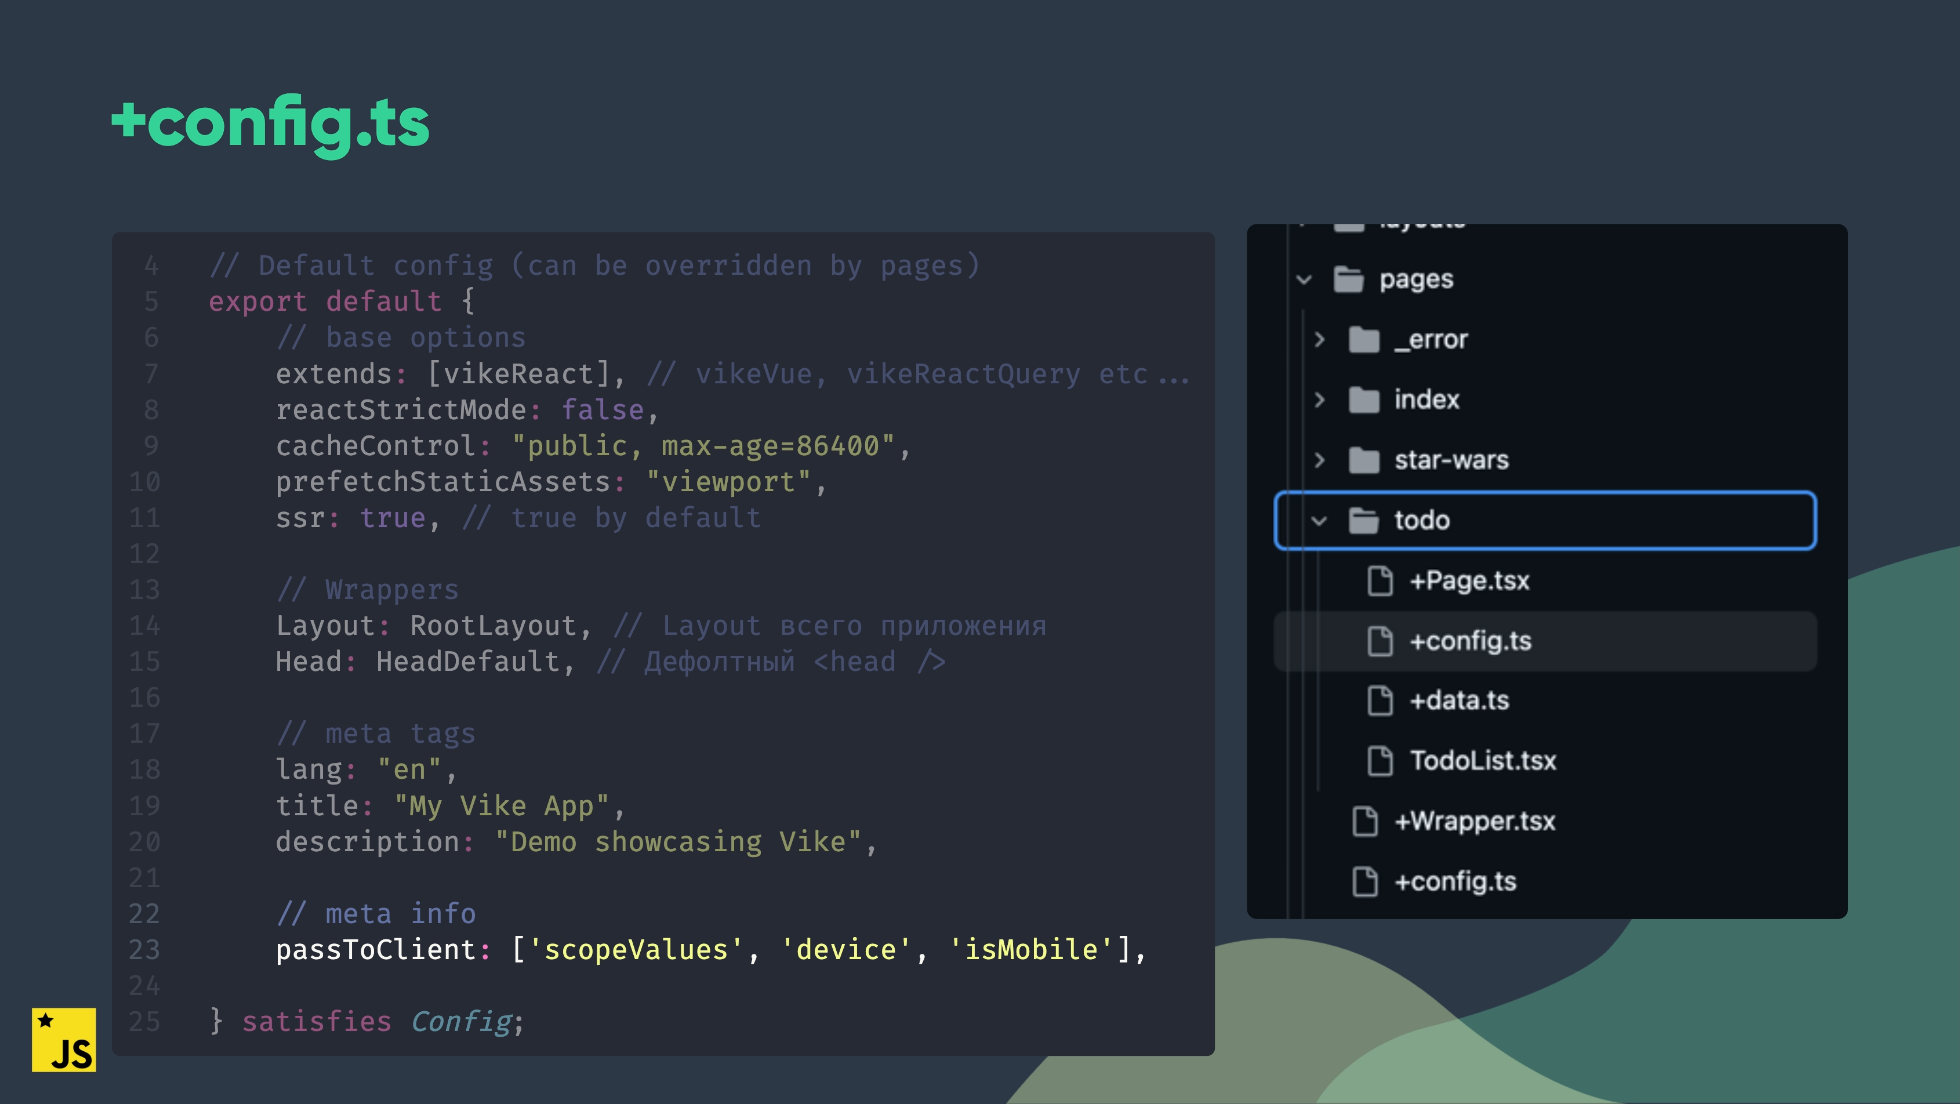 +config.ts
4 // Default config (can be overridden by pages)
5 export default {
6 // base options
7 extends: [vikeReact], // vikeVue, vikeReactQuery etc...
8 reactStrictMode: false,
9 cacheControl: "public, max-age=86400",
10 prefetchStaticAssets: "viewport",
11 ssr: true, // true by default
12
13 // Wrappers
14 Layout: RootLayout, // Layout всего приложения
15 Head: HeadDefault, // Дефолтный <head />
16
17 // meta tags
18 lang: "en",
19 title: "My Vike App",
20 description: "Demo showcasing Vike",
21
22 // meta info
23 passToClient: ['scopeValues', 'device', 'isMobile'],
24
25 } satisfies Config;
layouts
pages
_error
index
star-wars
todo
+Page.tsx
+config.ts
+data.ts
TodoList.tsx
+Wrapper.tsx
+config.ts
JS